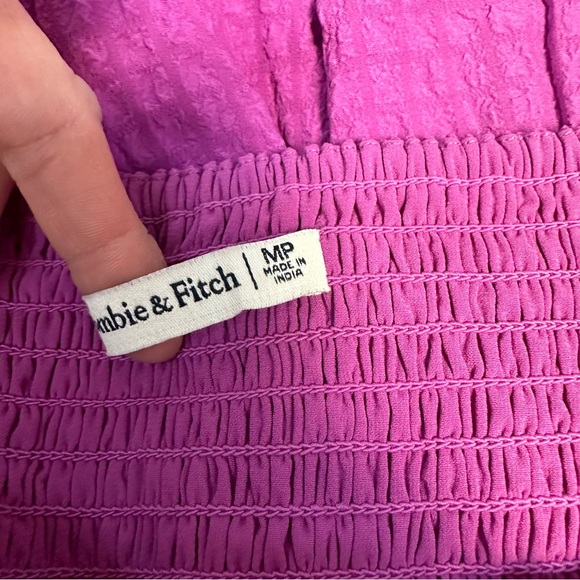 mbie & Fitch
MP
MADE IN
INDIA